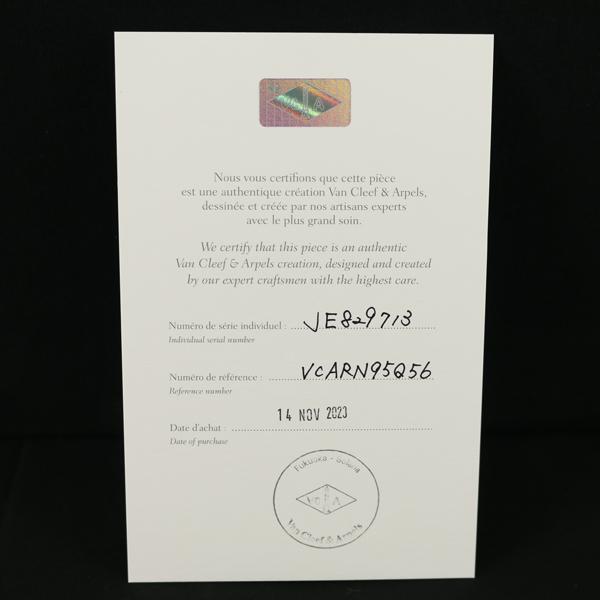 Nous vous certifions que cette pièce
est une authentique création Van Cleef & Arpels,
dessinée et créée par nos artisans experts
avec le plus grand soin.
We certify that this piece is an authentic
Van Cleef & Arpels creation, designed and created
by our expert craftsmen with the highest care.
Numéro de série individuel : JE829713
Individual serial number
Numéro de référence : VCARN95Q56
Reference number
14 NOV 2020
Date d'achat :
Date of purchase
Fukuoka - Solaria
VCA
Van Cleef & Arpels